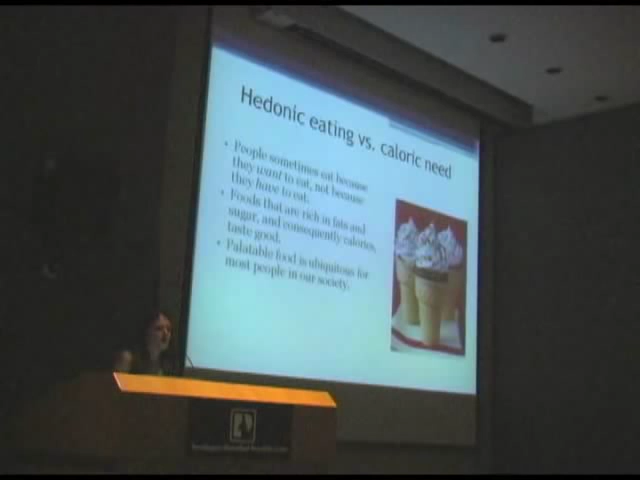 Hedonic eating vs. caloric need
• People sometimes eat because
they want to eat, not because
they have to eat.
• Foods that are rich in fats and
sugar, and consequently calories,
taste good.
• Palatable food is ubiquitous for
most people in our society.